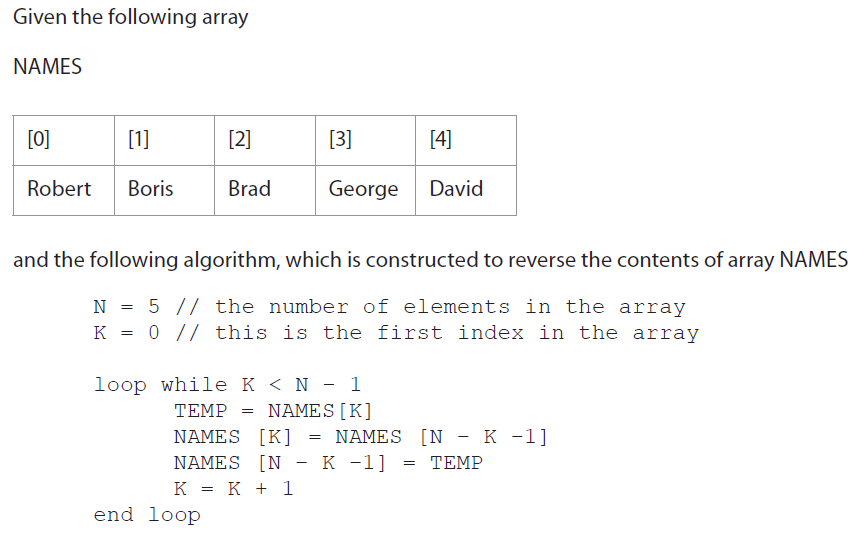 Given the following array
NAMES
[0] [1] [2] [3] [4]
Robert Boris Brad George David
and the following algorithm, which is constructed to reverse the contents of array NAMES
N = 5 // the number of elements in the array
K = 0 // this is the first index in the array
loop while K < N - 1
TEMP = NAMES[K]
NAMES [K] = NAMES [N - K -1]
NAMES [N - K -1] = TEMP
K = K + 1
end loop